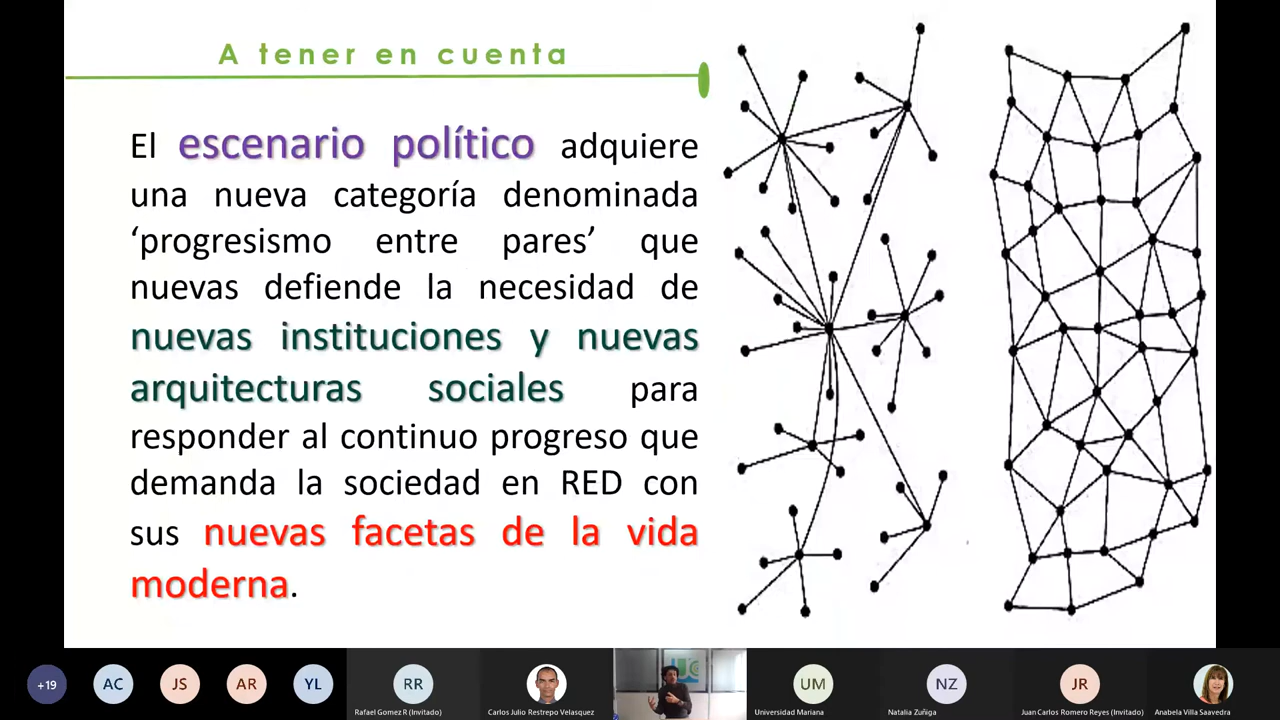 A tener en cuenta
El escenario político adquiere
una nueva categoría denominada
‘progresismo entre pares’ que
nuevas defiende la necesidad de
nuevas instituciones y nuevas
arquitecturas sociales para
responder al continuo progreso que
demanda la sociedad en RED con
sus nuevas facetas de la vida
moderna.
+19
AC
JS
AR
YL
RR
UM
NZ
JR
Rafael Gomez R (Invitado)
Carlos Julio Restrepo Velasquez
Universidad Mariana
Natalia Zuñiga
Juan Carlos Romero Reyes (Invitado)
Anabela Villa Saavedra